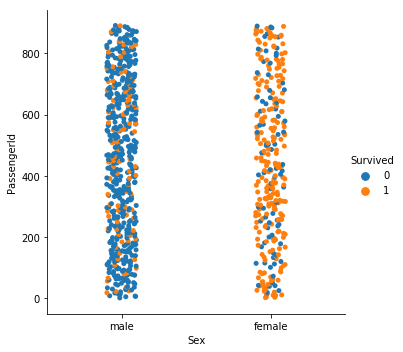 800
600
400
200
0
PassengerId
male
female
Sex
Survived
0
1